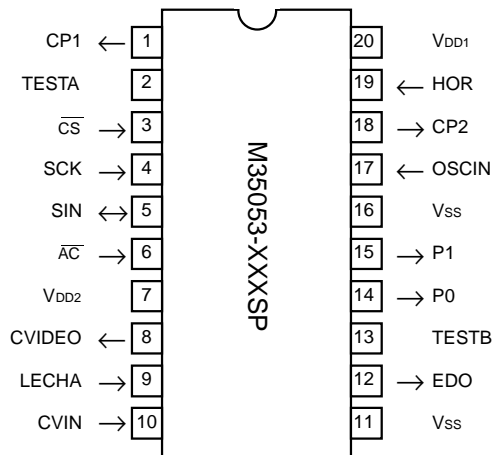 CP1 ← 1
TESTA 2
C̅S̅ → 3
SCK → 4
SIN ↔ 5
A̅C̅ → 6
VDD2 7
CVIDEO ← 8
LECHA → 9
CVIN → 10
M35053-XXXSP
20 VDD1
19 ← HOR
18 → CP2
17 ← OSCIN
16 VSS
15 → P1
14 → P0
13 TESTB
12 → EDO
11 VSS